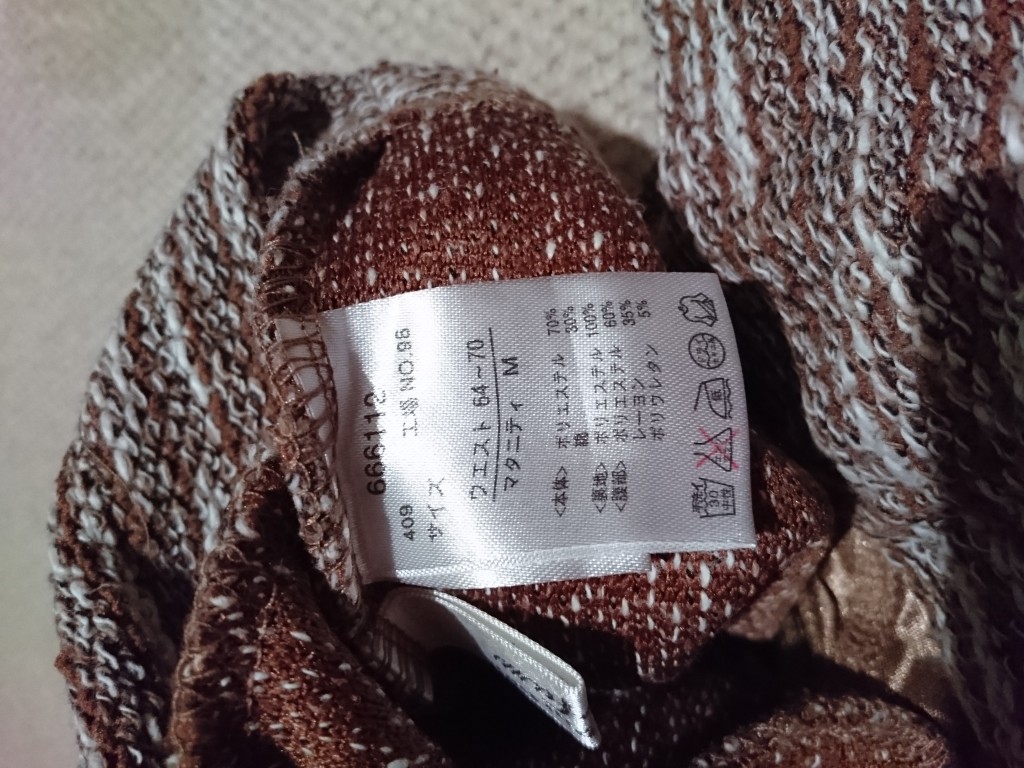 666112
工場 NO.96
409
サイズ
ウエスト 64~70
マタニティ M
<本体> ポリエステル 70%
綿 30%
<裏地> ポリエステル 100%
<腹部> ポリエステル 60%
レーヨン 35%
ポリウレタン 5%
30
中性